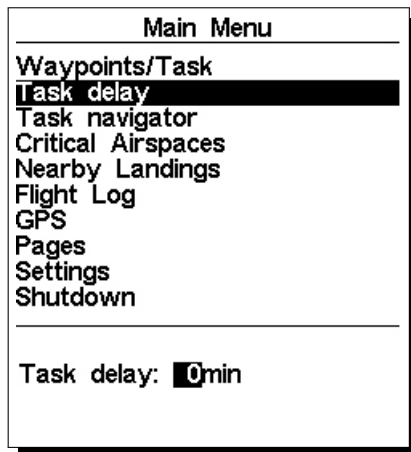 Main Menu
Waypoints/Task
Task delay
Task navigator
Critical Airspaces
Nearby Landings
Flight Log
GPS
Pages
Settings
Shutdown
Task delay: 0min